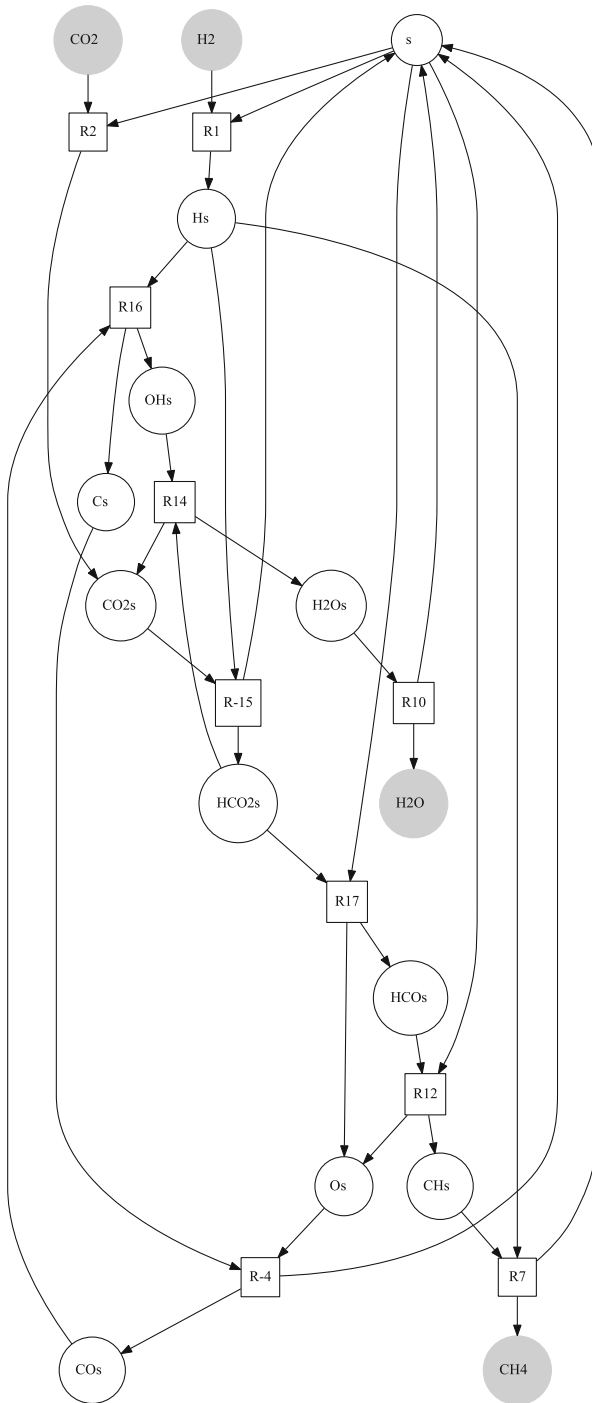 CO2
H2
s
R2
R1
Hs
R16
OHs
Cs
R14
CO2s
H2Os
R-15
R10
HCO2s
H2O
R17
HCOs
R12
Os
CHs
R-4
R7
COs
CH4